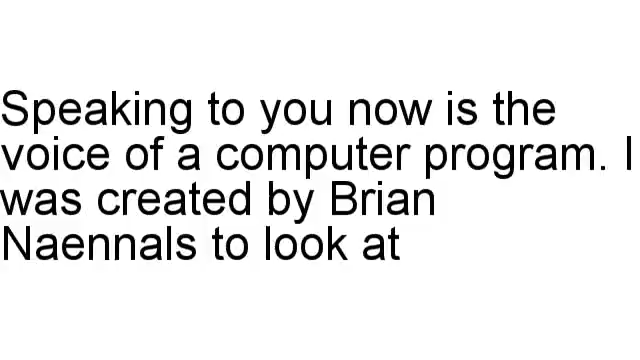 Speaking to you now is the
voice of a computer program. I
was created by Brian
Naennals to look at